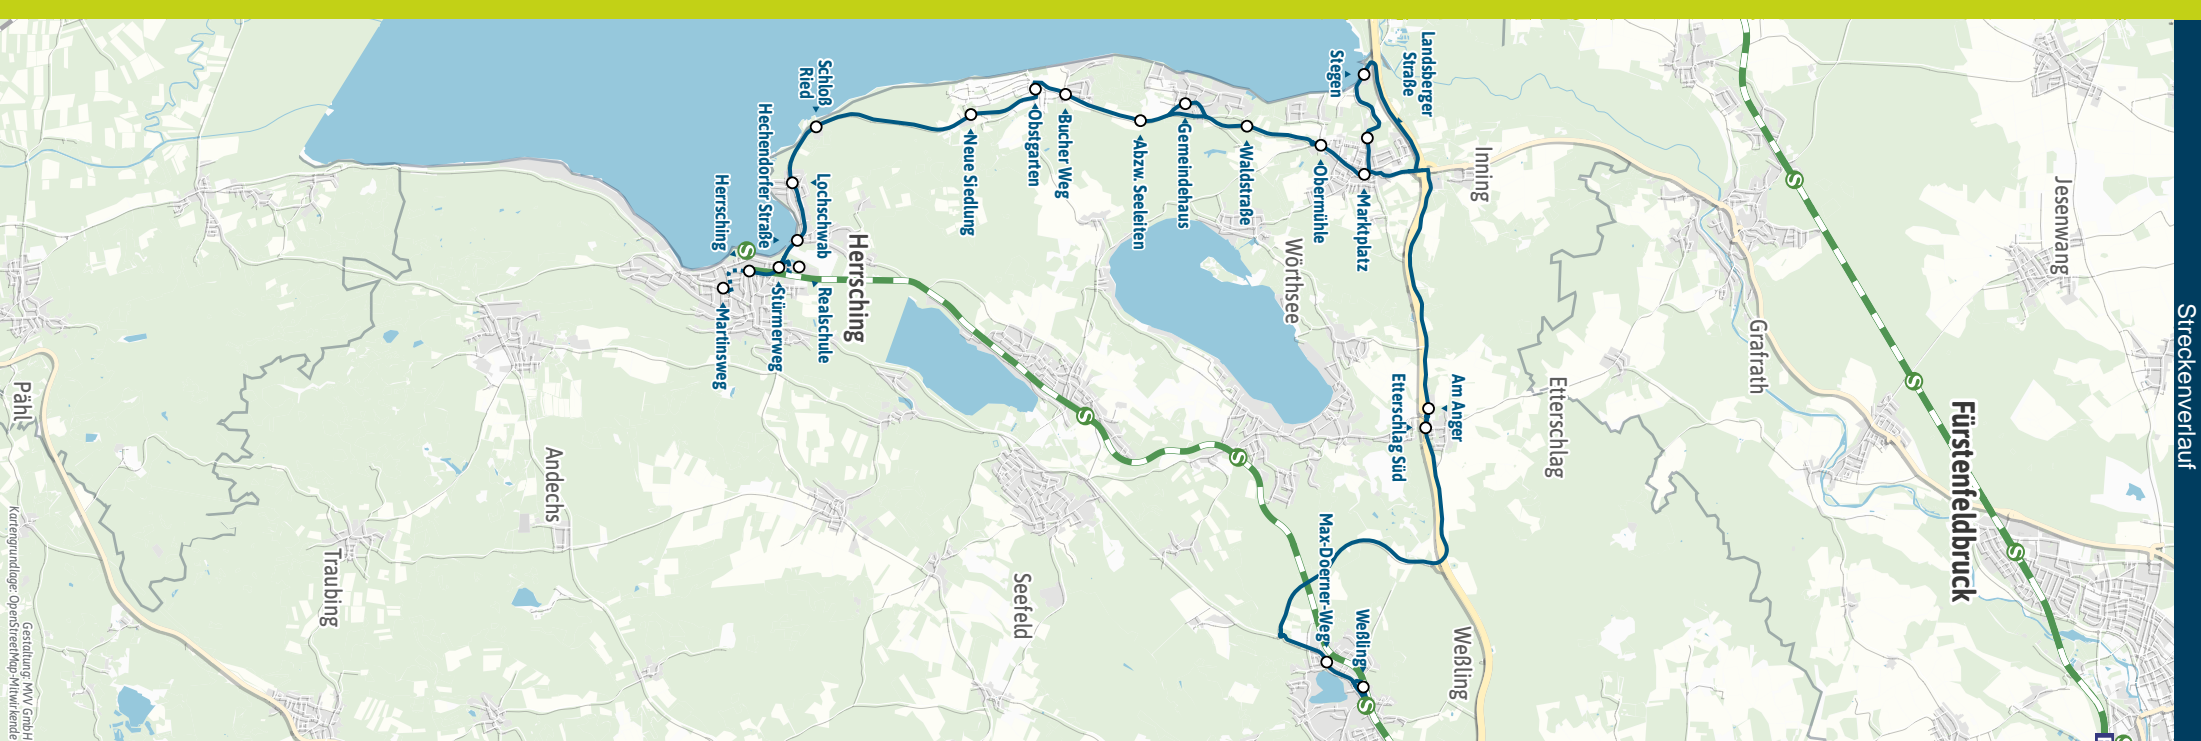 Streckenverlauf
Jesenwang
Fürstenfeldbruck
Grafrath
Etterschlag
Inning
Weßling
Landsberger
Straße
Stegen
Am Anger
Etterschlag Süd
Marktplatz
Weßling
Max-Doerner-Weg
Obermühle
Wörthsee
Waldstraße
Gemeindehaus
Abzw. Seeleiten
Bucher Weg
Obstgarten
Seefeld
Neue Siedlung
Herrsching
Schloß
Ried
Lochschwab
Realschule
Hechendorfer Straße
Stürmerweg
Herrsching
Martinsweg
Andechs
Traubing
Pähl
S
S
S
S
S
S
S
Gestaltung: MVV GmbH
Kartengrundlage: OpenStreetMap-Mitwirkende